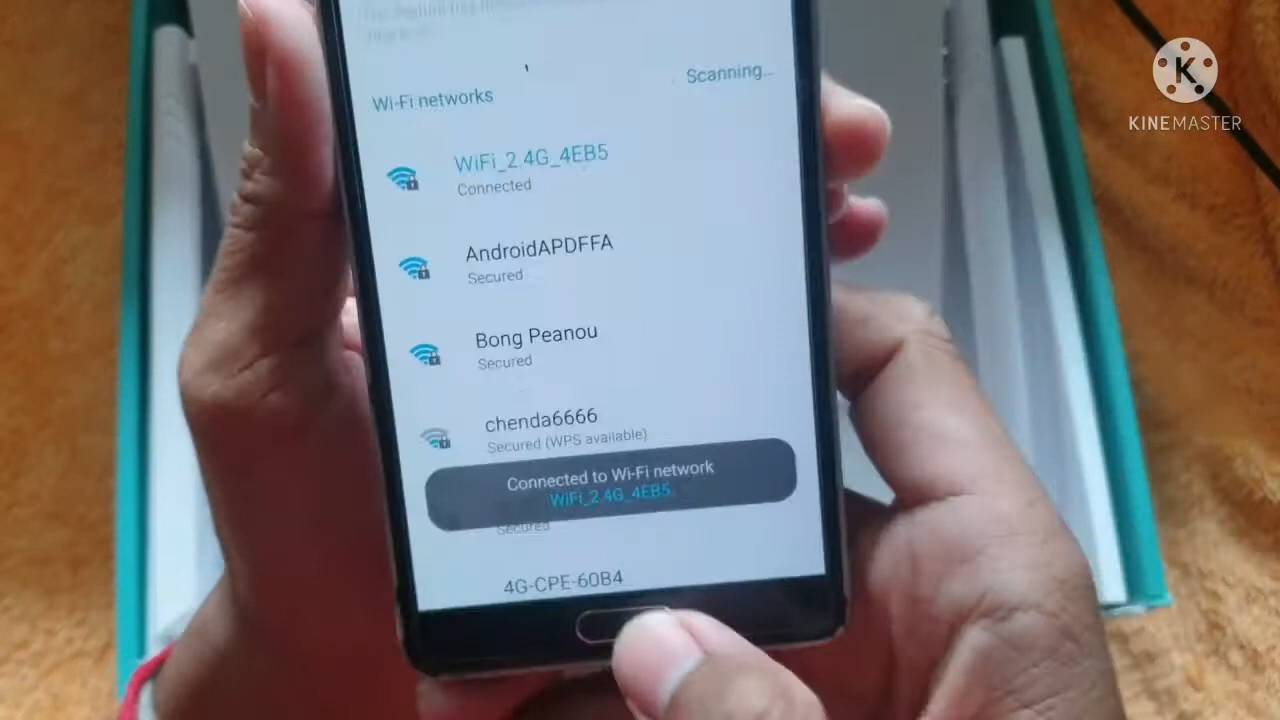 Scanning...
Wi-Fi networks
WiFi_2.4G_4EB5
Connected
AndroidAPDFFA
Secured
Bong Peanou
Secured
chenda6666
Secured (WPS available)
Connected to Wi-Fi network
WiFi_2.4G_4EB5.
Secured
4G-CPE-60B4
K
KINEMASTER